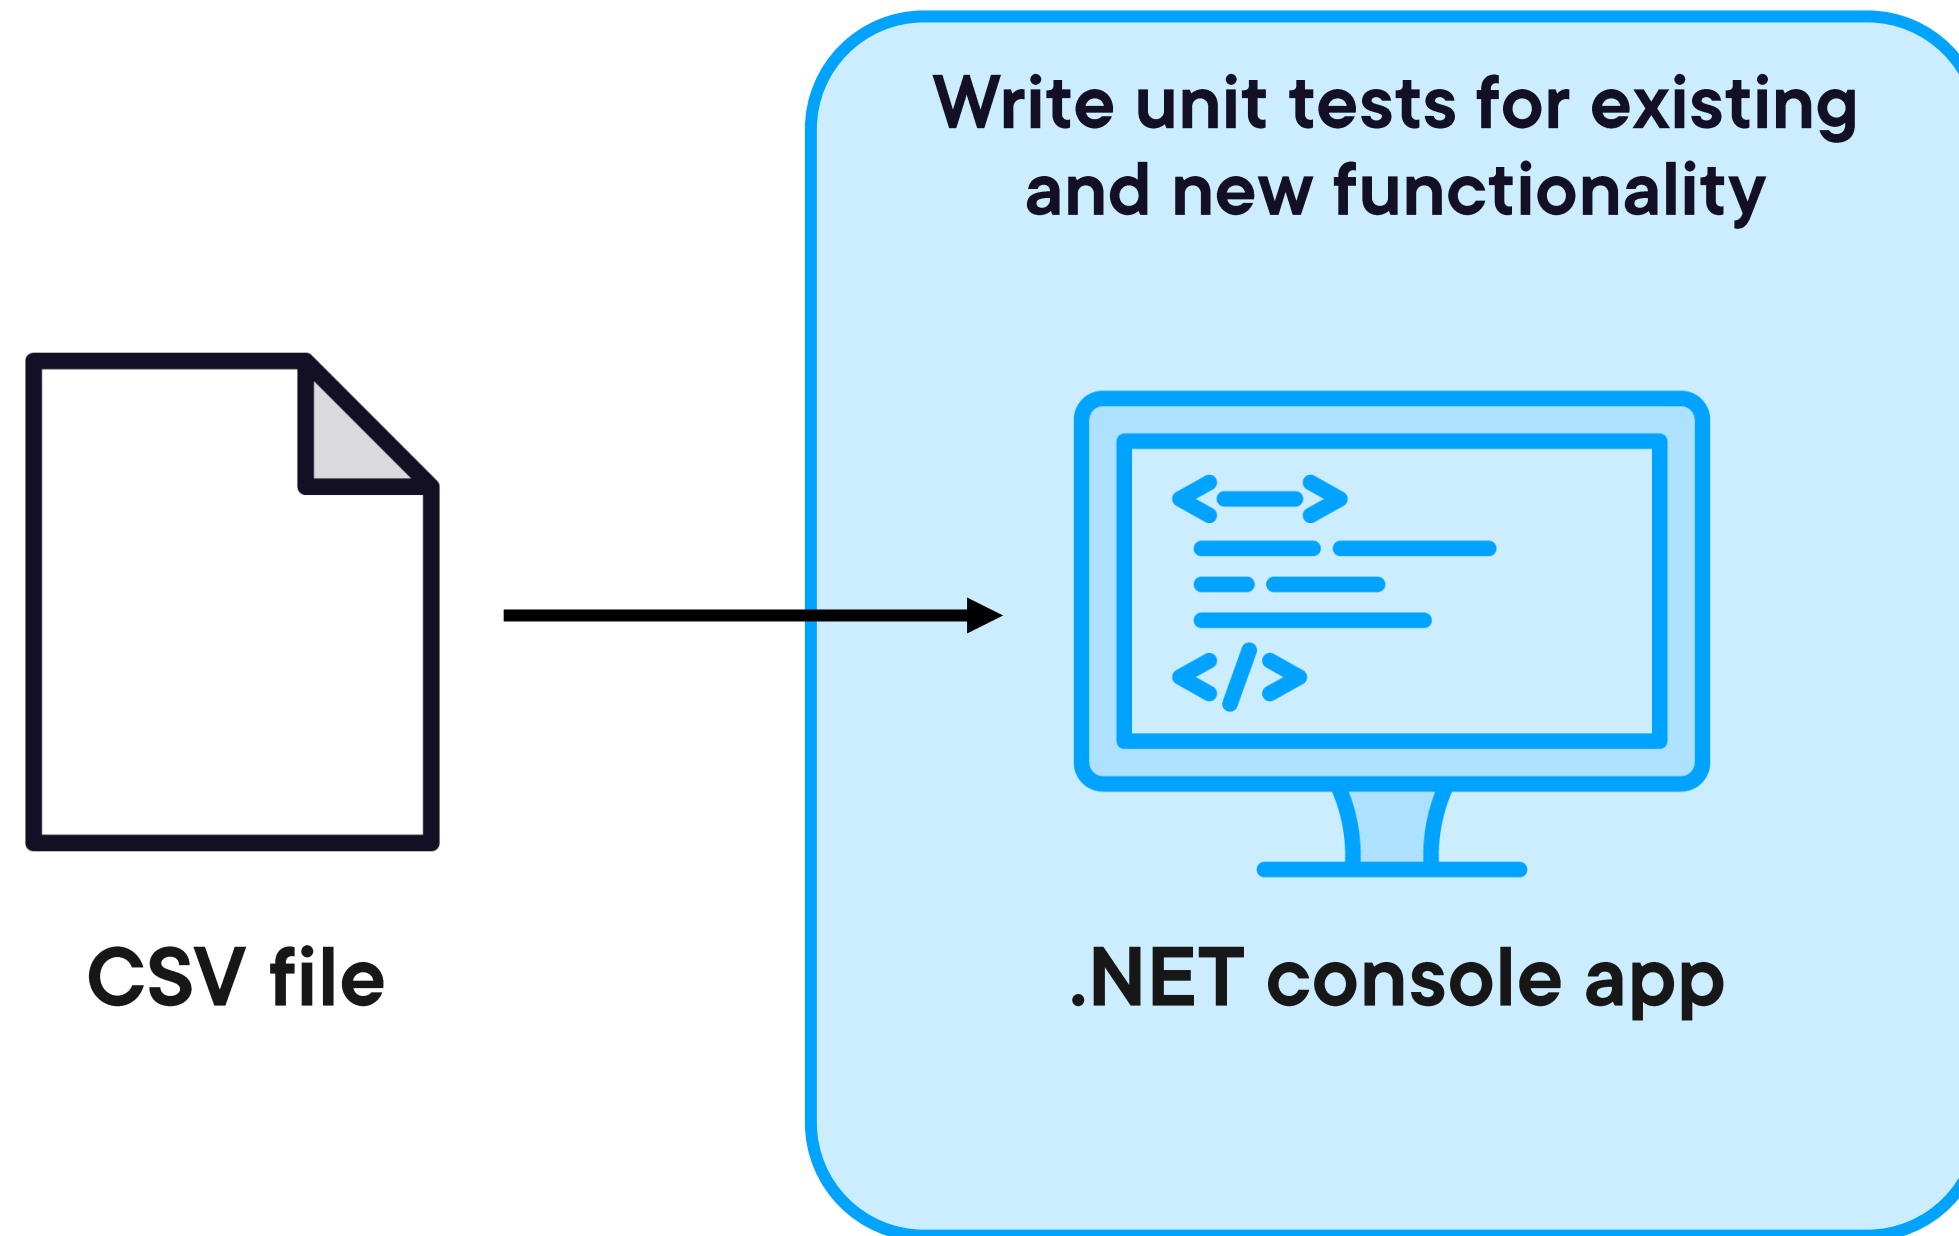 Write unit tests for existing
and new functionality
CSV file
.NET console app